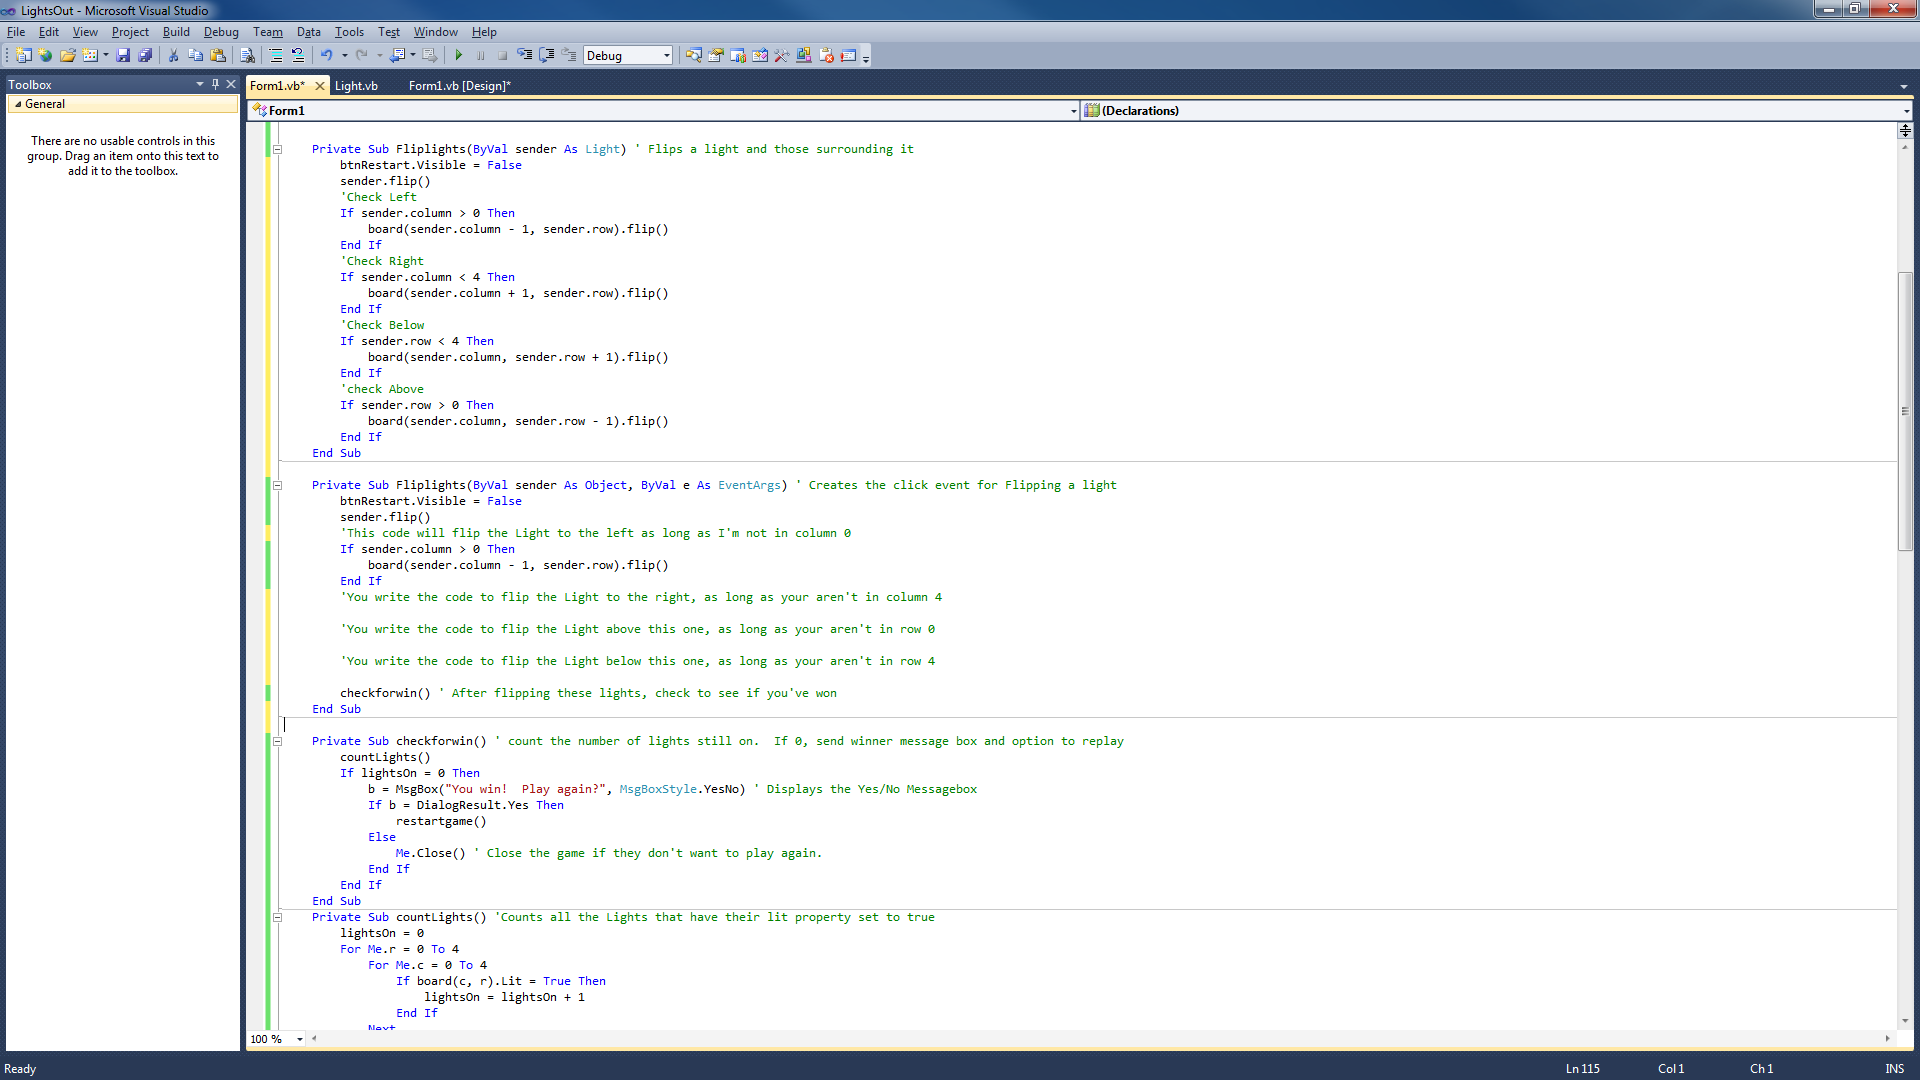 LightsOut - Microsoft Visual Studio
File Edit View Project Build Debug Team Data Tools Test Window Help
Debug
Toolbox
General
There are no usable controls in this
group. Drag an item onto this text to
add it to the toolbox.
Form1.vb* Light.vb Form1.vb [Design]*
Form1 (Declarations)
Private Sub Fliplights(ByVal sender As Light) ' Flips a light and those surrounding it
btnRestart.Visible = False
sender.flip()
'Check Left
If sender.column > 0 Then
board(sender.column - 1, sender.row).flip()
End If
'Check Right
If sender.column < 4 Then
board(sender.column + 1, sender.row).flip()
End If
'Check Below
If sender.row < 4 Then
board(sender.column, sender.row + 1).flip()
End If
'check Above
If sender.row > 0 Then
board(sender.column, sender.row - 1).flip()
End If
End Sub
Private Sub Fliplights(ByVal sender As Object, ByVal e As EventArgs) ' Creates the click event for Flipping a light
btnRestart.Visible = False
sender.flip()
'This code will flip the Light to the left as long as I'm not in column 0
If sender.column > 0 Then
board(sender.column - 1, sender.row).flip()
End If
'You write the code to flip the Light to the right, as long as your aren't in column 4
'You write the code to flip the Light above this one, as long as your aren't in row 0
'You write the code to flip the Light below this one, as long as your aren't in row 4
checkforwin() ' After flipping these lights, check to see if you've won
End Sub
Private Sub checkforwin() ' count the number of lights still on.  If 0, send winner message box and option to replay
countLights()
If lightsOn = 0 Then
b = MsgBox("You win!  Play again?", MsgBoxStyle.YesNo) ' Displays the Yes/No Messagebox
If b = DialogResult.Yes Then
restartgame()
Else
Me.Close() ' Close the game if they don't want to play again.
End If
End If
End Sub
Private Sub countLights() 'Counts all the Lights that have their lit property set to true
lightsOn = 0
For Me.r = 0 To 4
For Me.c = 0 To 4
If board(c, r).Lit = True Then
lightsOn = lightsOn + 1
End If
Next
100 %
Ready Ln 115 Col 1 Ch 1 INS